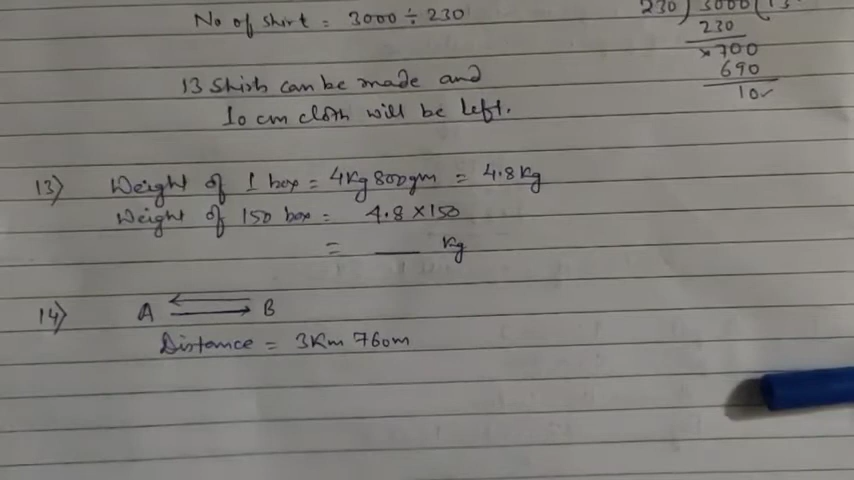 No of shirt = 3000 ÷ 230
230 ) 3000 ( 13
230
× 700
690
10
13 Shirts can be made and
10 cm cloth will be left.
13) Weight of 1 box = 4Kg 800gm = 4.8 Kg
Weight of 150 box = 4.8 × 150
= ___ Kg
14) A ⇄ B
Distance = 3Km 760m